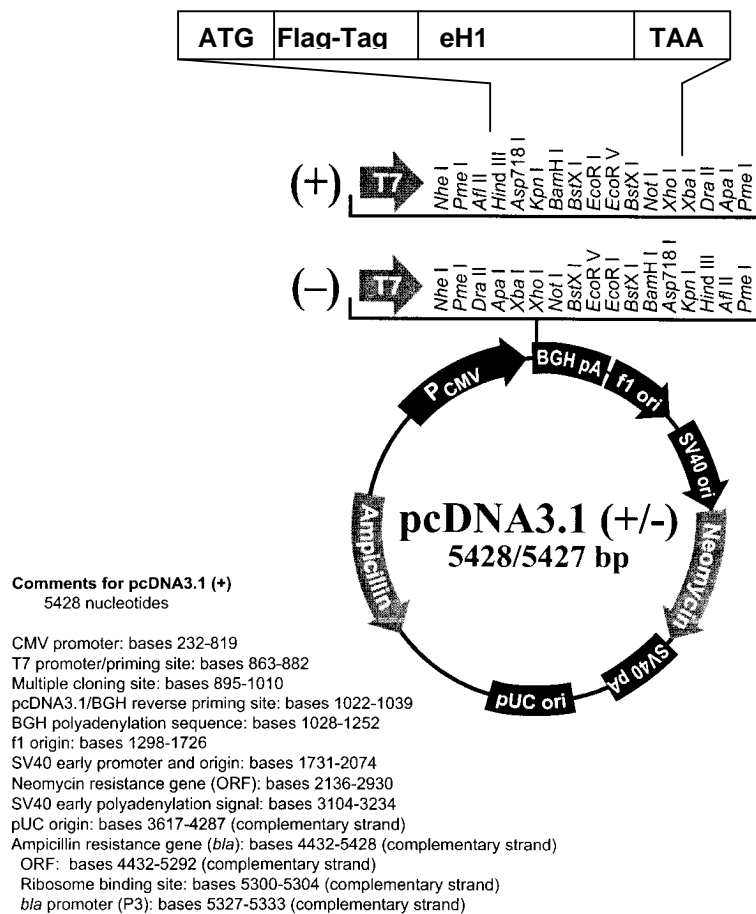 ATG Flag-Tag eH1 TAA
(+) T7 Nhe I Pme I Afl II Hind III Asp718 I Kpn I BamH I BstX I EcoR I EcoR V BstX I Not I Xho I Xba I Dra II Apa I Pme I
(–) T7 Nhe I Pme I Dra II Apa I Xba I Xho I Not I BstX I EcoR V EcoR I BstX I BamH I Asp718 I Kpn I Hind III Afl II Pme I
P CMV
BGH pA
f1 ori
SV40 ori
Neomycin
SV40 pA
pUC ori
Ampicillin
pcDNA3.1 (+/-)
5428/5427 bp
Comments for pcDNA3.1 (+)
5428 nucleotides
CMV promoter: bases 232-819
T7 promoter/priming site: bases 863-882
Multiple cloning site: bases 895-1010
pcDNA3.1/BGH reverse priming site: bases 1022-1039
BGH polyadenylation sequence: bases 1028-1252
f1 origin: bases 1298-1726
SV40 early promoter and origin: bases 1731-2074
Neomycin resistance gene (ORF): bases 2136-2930
SV40 early polyadenylation signal: bases 3104-3234
pUC origin: bases 3617-4287 (complementary strand)
Ampicillin resistance gene (bla): bases 4432-5428 (complementary strand)
ORF: bases 4432-5292 (complementary strand)
Ribosome binding site: bases 5300-5304 (complementary strand)
bla promoter (P3): bases 5327-5333 (complementary strand)